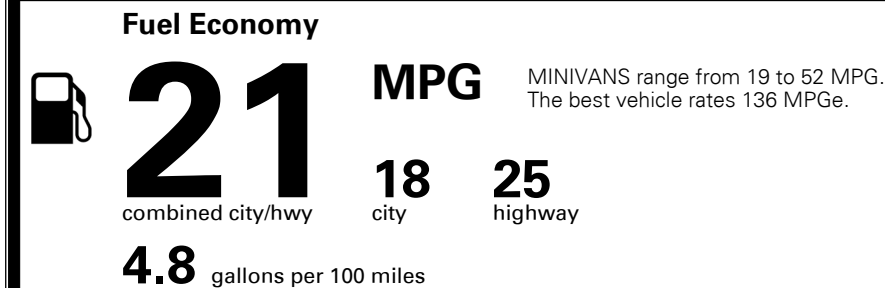 Fuel Economy
21 MPG
MINIVANS range from 19 to 52 MPG.
The best vehicle rates 136 MPGe.
18 25
combined city/hwy city highway
4.8 gallons per 100 miles